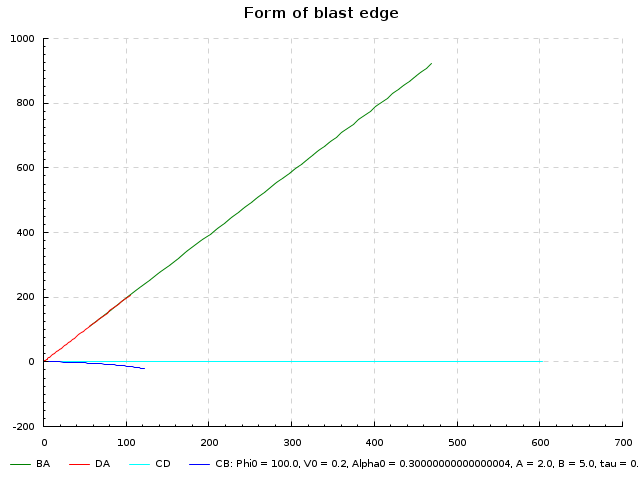 Form of blast edge
1000
800
600
400
200
0
-200
0 100 200 300 400 500 600 700
BA DA CD CB: Phi0 = 100.0, V0 = 0.2, Alpha0 = 0.30000000000000004, A = 2.0, B = 5.0, tau = 0.